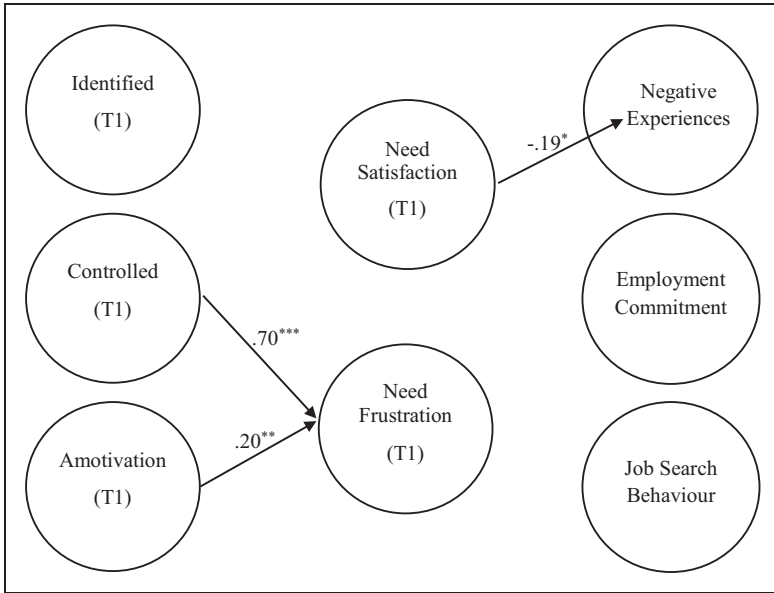 Identified
(T1)
Controlled
(T1)
Amotivation
(T1)
.70***
.20**
Need
Satisfaction
(T1)
Need
Frustration
(T1)
-.19*
Negative
Experiences
Employment
Commitment
Job Search
Behaviour